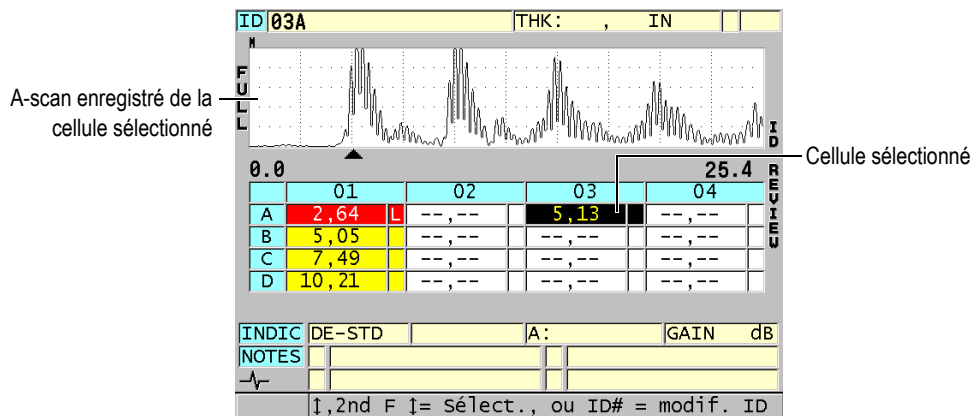 ID 03A THK: , IN
M
FULL
A-scan enregistré de la
cellule sélectionné
ID REVIEW
Cellule sélectionné
0.0 25.4
01 02 03 04
A 2,64 L --,-- 5,13 --,--
B 5,05 --,-- --,-- --,--
C 7,49 --,-- --,-- --,--
D 10,21 --,-- --,-- --,--
INDIC DE-STD A: GAIN dB
NOTES
↕,2nd F ↕= Sélect., ou ID# = modif. ID